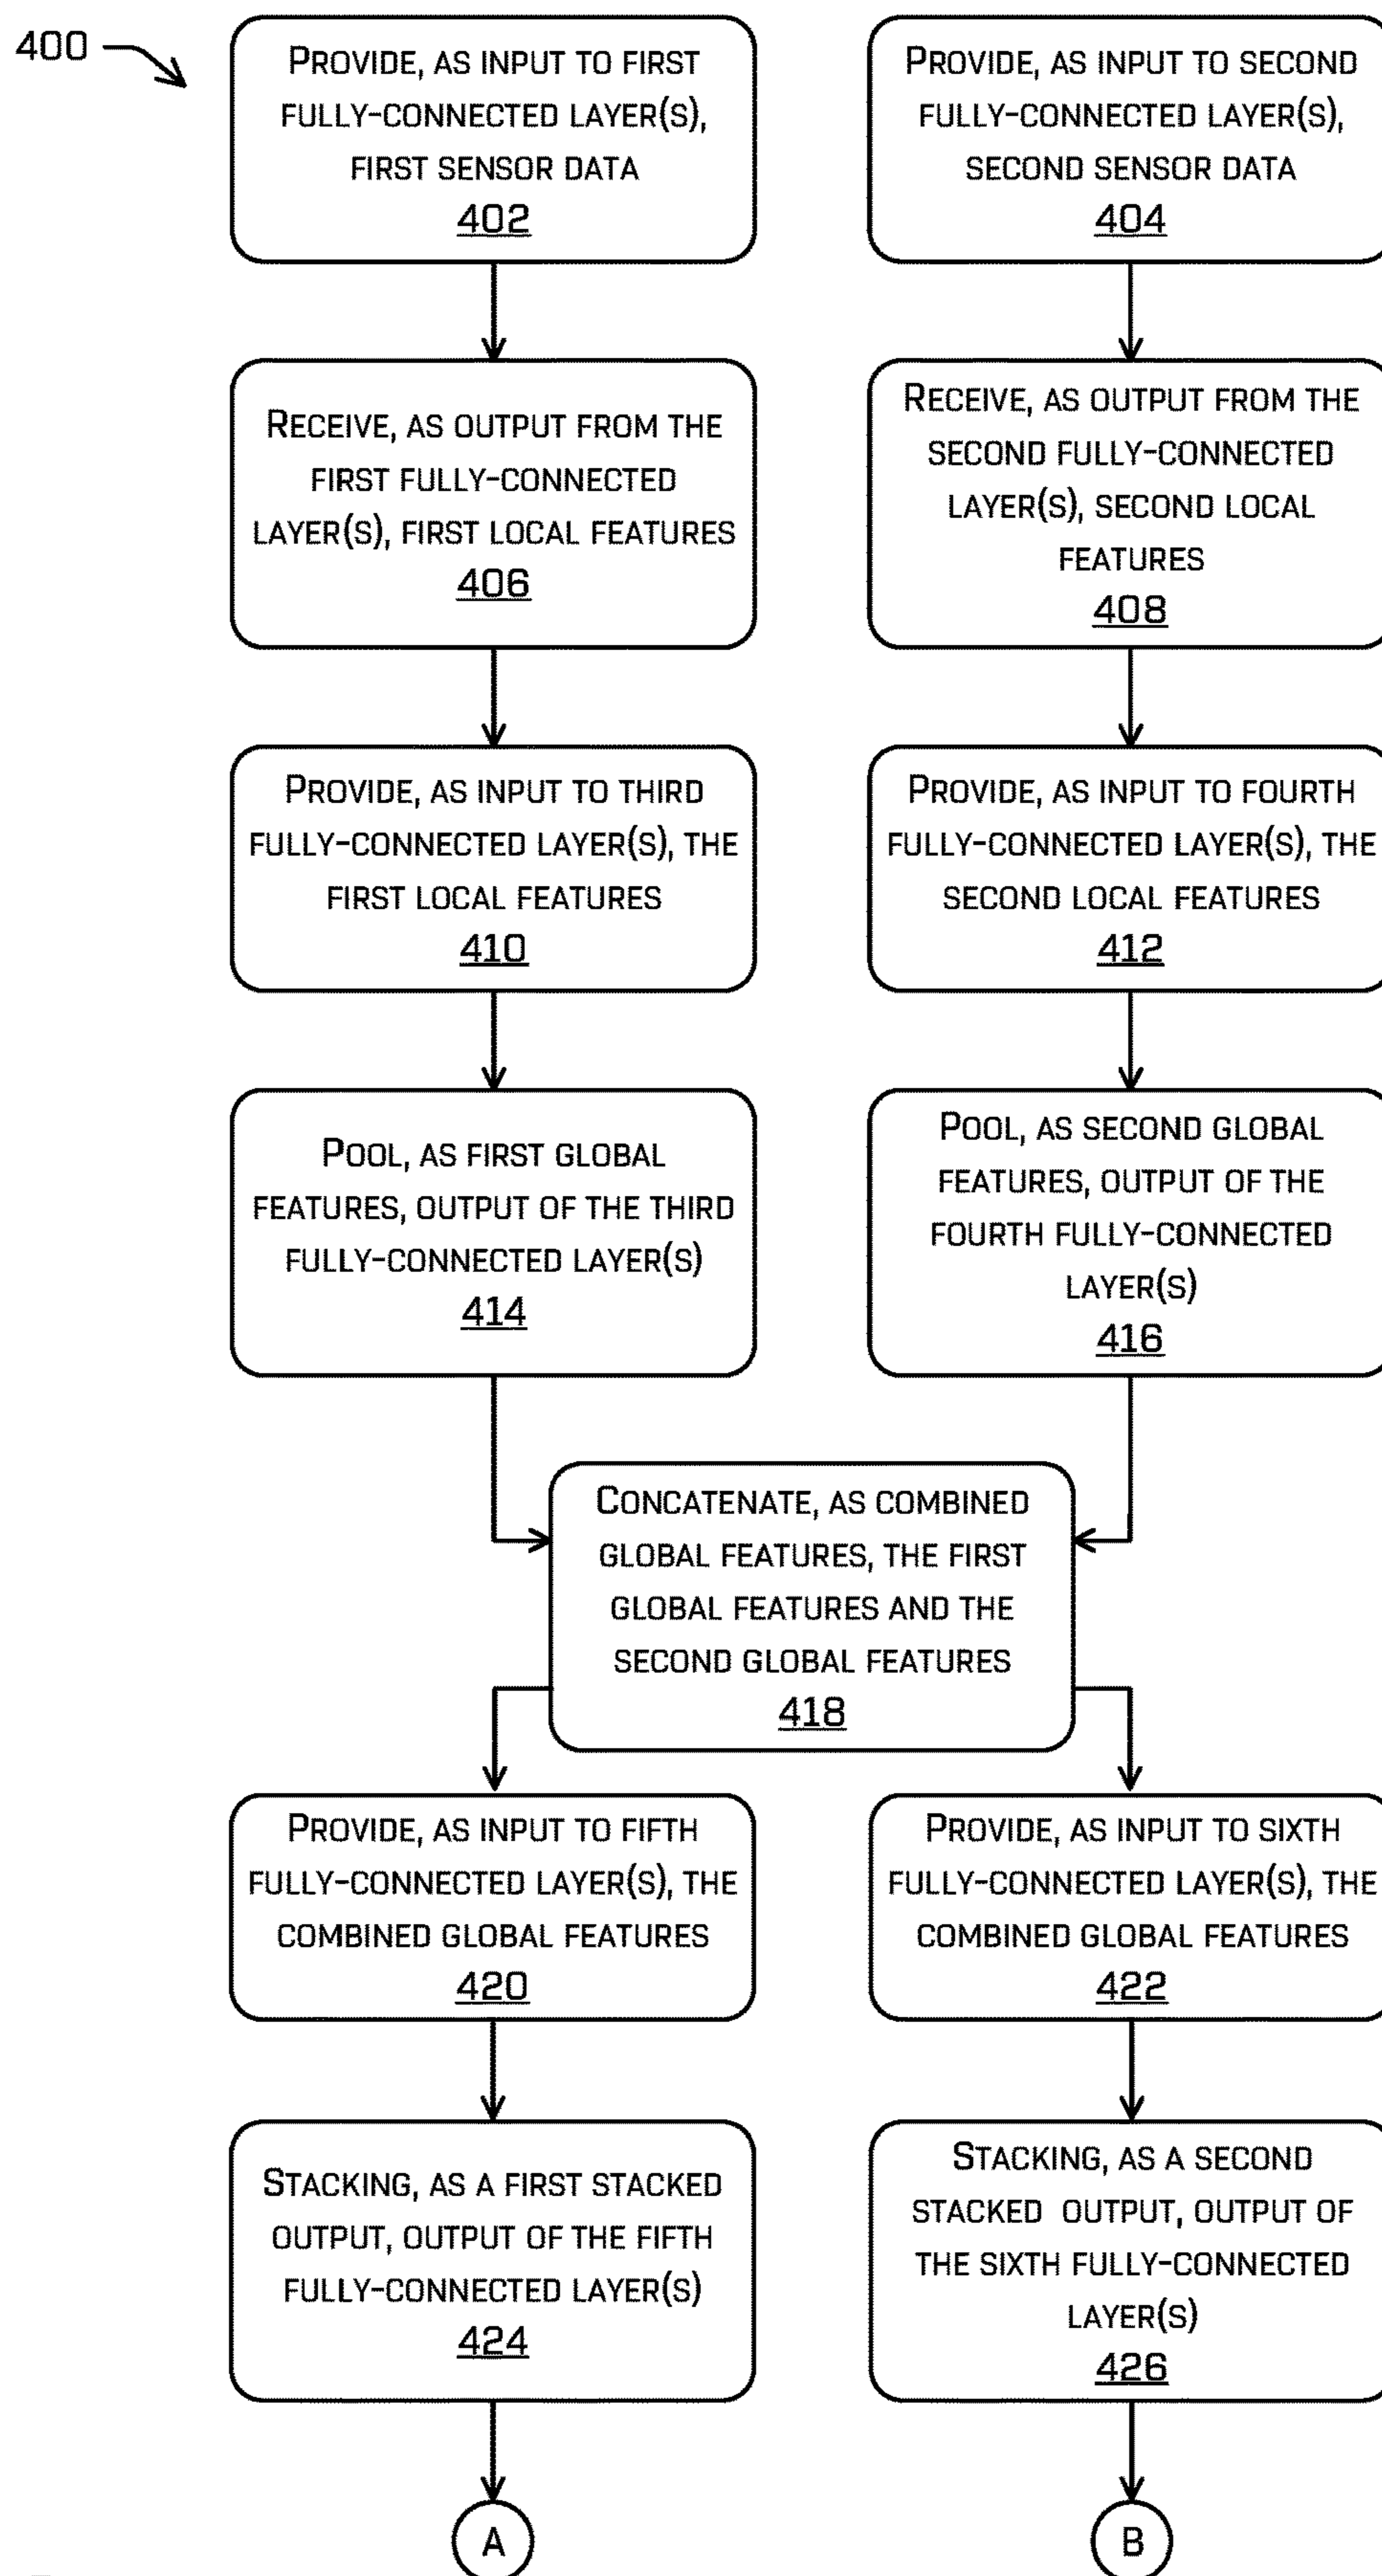 400
PROVIDE, AS INPUT TO FIRST
FULLY-CONNECTED LAYER(S),
FIRST SENSOR DATA
402
PROVIDE, AS INPUT TO SECOND
FULLY-CONNECTED LAYER(S),
SECOND SENSOR DATA
404
RECEIVE, AS OUTPUT FROM THE
FIRST FULLY-CONNECTED
LAYER(S), FIRST LOCAL FEATURES
406
RECEIVE, AS OUTPUT FROM THE
SECOND FULLY-CONNECTED
LAYER(S), SECOND LOCAL
FEATURES
408
PROVIDE, AS INPUT TO THIRD
FULLY-CONNECTED LAYER(S), THE
FIRST LOCAL FEATURES
410
PROVIDE, AS INPUT TO FOURTH
FULLY-CONNECTED LAYER(S), THE
SECOND LOCAL FEATURES
412
POOL, AS FIRST GLOBAL
FEATURES, OUTPUT OF THE THIRD
FULLY-CONNECTED LAYER(S)
414
POOL, AS SECOND GLOBAL
FEATURES, OUTPUT OF THE
FOURTH FULLY-CONNECTED
LAYER(S)
416
CONCATENATE, AS COMBINED
GLOBAL FEATURES, THE FIRST
GLOBAL FEATURES AND THE
SECOND GLOBAL FEATURES
418
PROVIDE, AS INPUT TO FIFTH
FULLY-CONNECTED LAYER(S), THE
COMBINED GLOBAL FEATURES
420
PROVIDE, AS INPUT TO SIXTH
FULLY-CONNECTED LAYER(S), THE
COMBINED GLOBAL FEATURES
422
STACKING, AS A FIRST STACKED
OUTPUT, OUTPUT OF THE FIFTH
FULLY-CONNECTED LAYER(S)
424
STACKING, AS A SECOND
STACKED OUTPUT, OUTPUT OF
THE SIXTH FULLY-CONNECTED
LAYER(S)
426
A
B